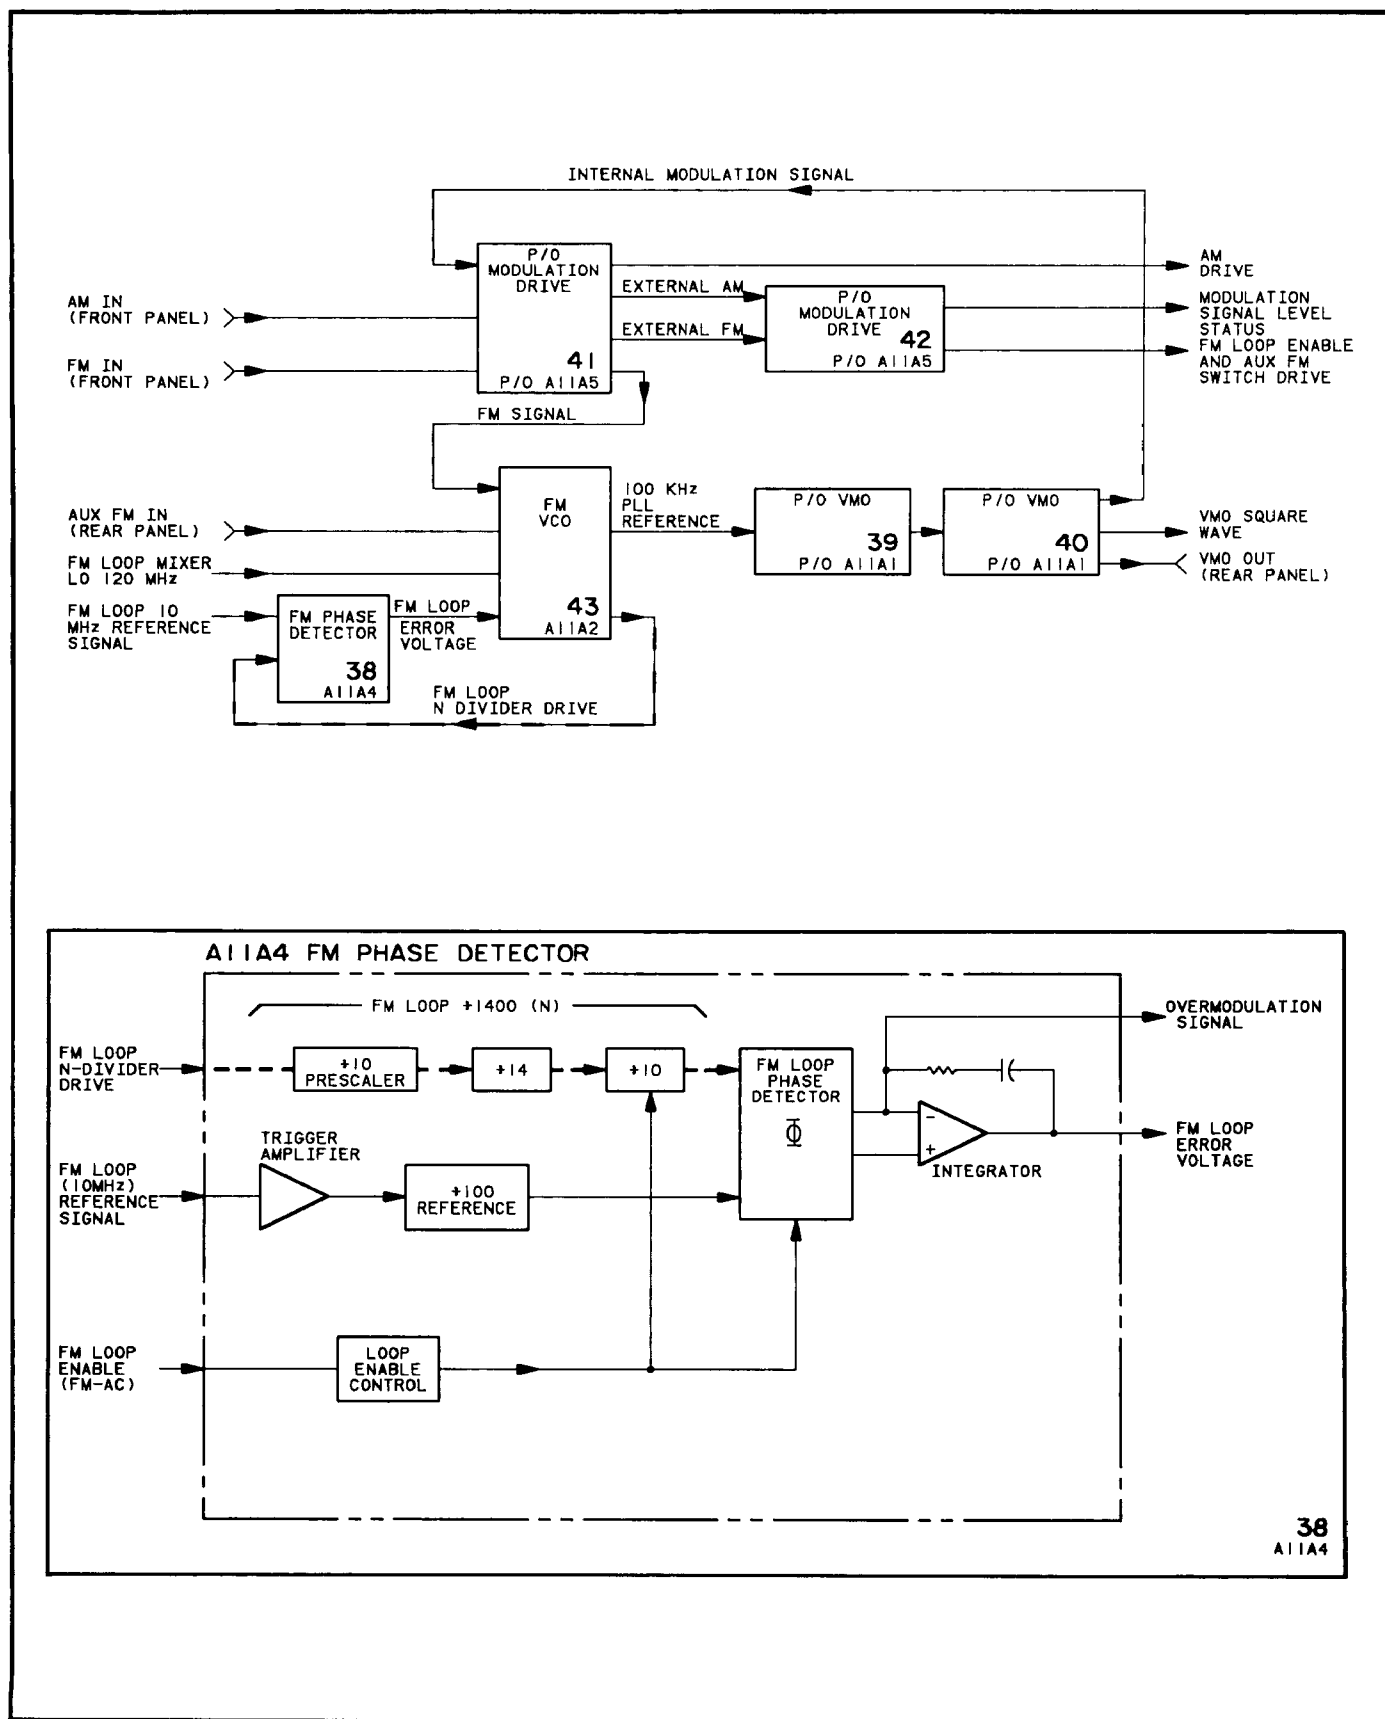 INTERNAL MODULATION SIGNAL
P/O
MODULATION
DRIVE
41
P/O A11A5
AM IN
(FRONT PANEL)
FM IN
(FRONT PANEL)
EXTERNAL AM
EXTERNAL FM
P/O
MODULATION
DRIVE
42
P/O A11A5
AM
DRIVE
MODULATION
SIGNAL LEVEL
STATUS
FM LOOP ENABLE
AND AUX FM
SWITCH DRIVE
FM SIGNAL
AUX FM IN
(REAR PANEL)
FM LOOP MIXER
LO 120 MHz
FM LOOP 10
MHz REFERENCE
SIGNAL
FM PHASE
DETECTOR
38
A11A4
FM LOOP
ERROR
VOLTAGE
FM
VCO
43
A11A2
100 KHz
PLL
REFERENCE
P/O VMO
39
P/O A11A1
P/O VMO
40
P/O A11A1
VMO SQUARE
WAVE
VMO OUT
(REAR PANEL)
FM LOOP
N DIVIDER DRIVE
A11A4 FM PHASE DETECTOR
FM LOOP ÷1400 (N)
FM LOOP
N-DIVIDER
DRIVE
÷10
PRESCALER
÷14
÷10
FM LOOP
PHASE
DETECTOR
Φ
OVERMODULATION
SIGNAL
-
+
INTEGRATOR
FM LOOP
ERROR
VOLTAGE
TRIGGER
AMPLIFIER
FM LOOP
(10MHz)
REFERENCE
SIGNAL
÷100
REFERENCE
FM LOOP
ENABLE
(FM-AC)
LOOP
ENABLE
CONTROL
38
A11A4